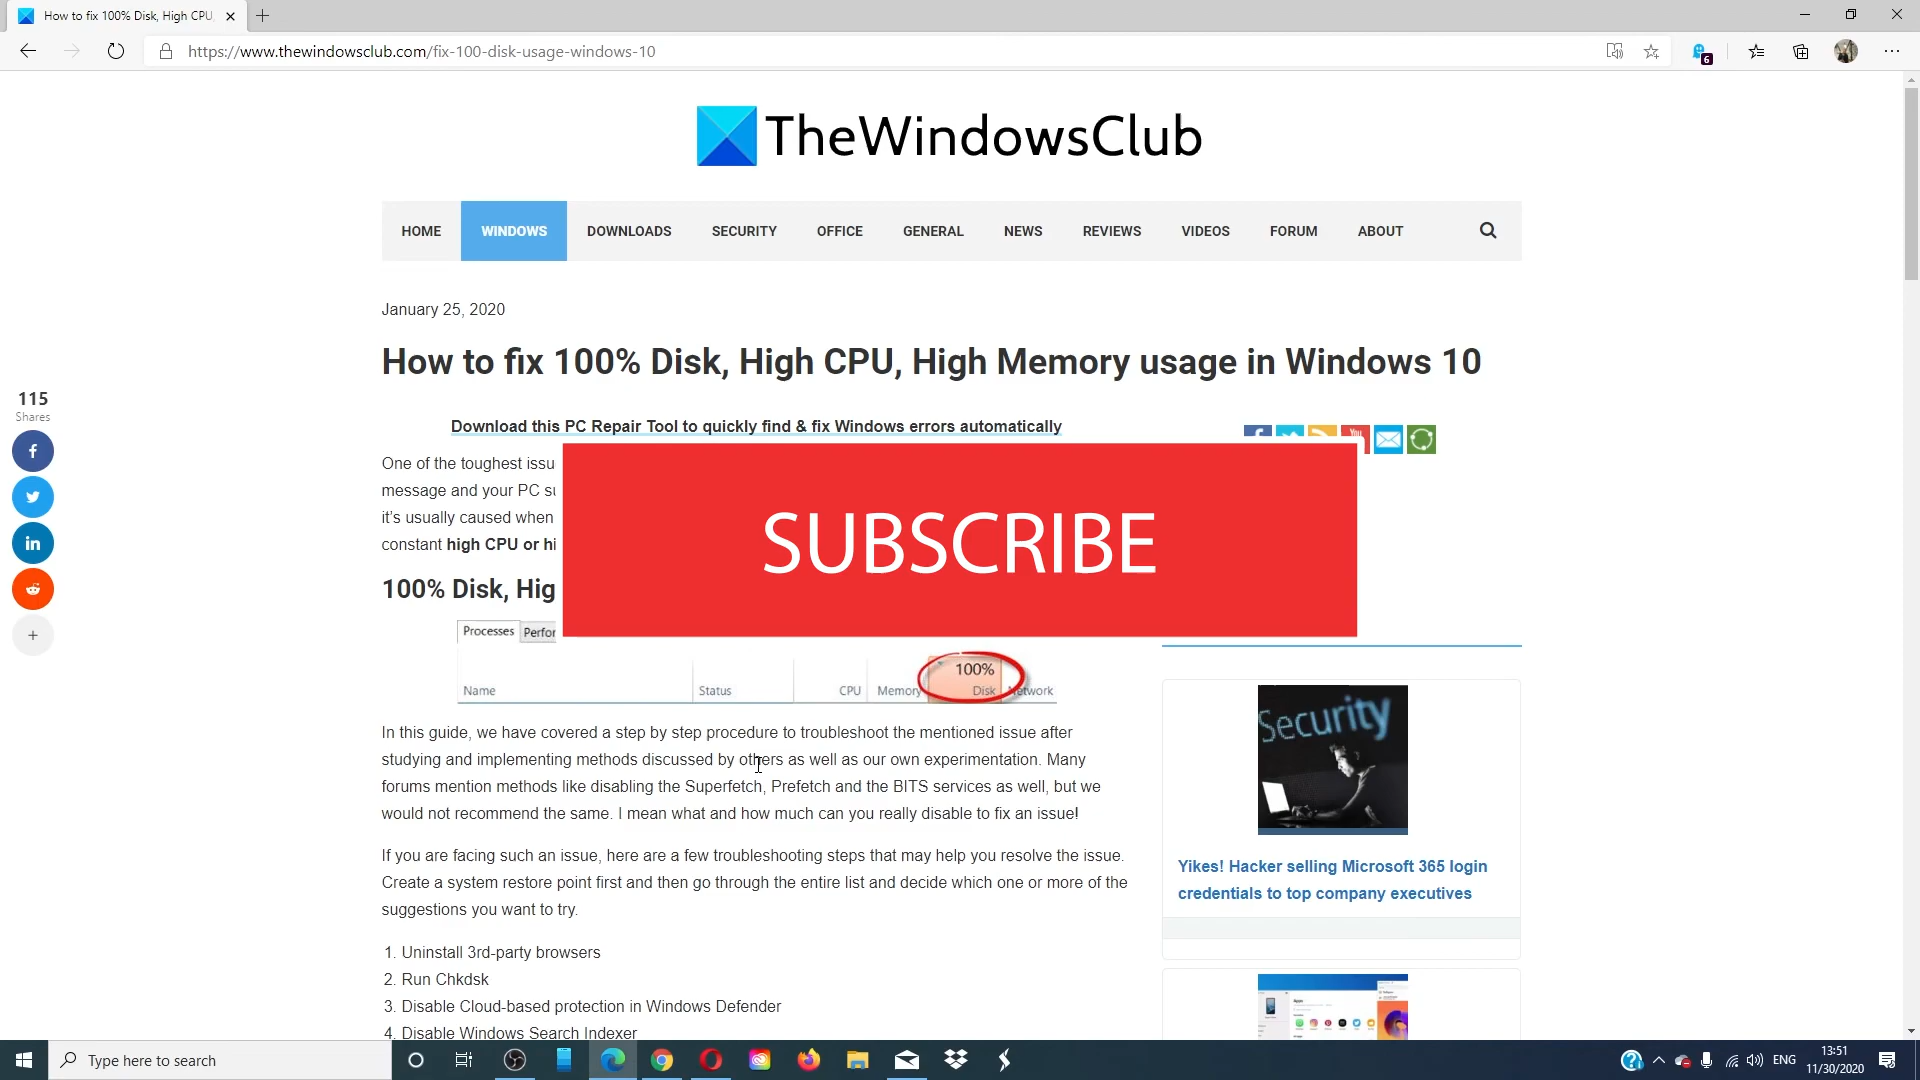 How to fix 100% Disk, High CPU
https://www.thewindowsclub.com/fix-100-disk-usage-windows-10
6
TheWindowsClub
HOME WINDOWS DOWNLOADS SECURITY OFFICE GENERAL NEWS REVIEWS VIDEOS FORUM ABOUT
January 25, 2020
How to fix 100% Disk, High CPU, High Memory usage in Windows 10
115
Shares
Download this PC Repair Tool to quickly find & fix Windows errors automatically
One of the toughest issu
message and your PC su
it's usually caused when
constant high CPU or hi
SUBSCRIBE
100% Disk, Hig
Processes Perfor
100%
Name Status CPU Memory Disk Network
In this guide, we have covered a step by step procedure to troubleshoot the mentioned issue after
studying and implementing methods discussed by others as well as our own experimentation. Many
forums mention methods like disabling the Superfetch, Prefetch and the BITS services as well, but we
would not recommend the same. I mean what and how much can you really disable to fix an issue!
If you are facing such an issue, here are a few troubleshooting steps that may help you resolve the issue.
Create a system restore point first and then go through the entire list and decide which one or more of the
suggestions you want to try.
1. Uninstall 3rd-party browsers
2. Run Chkdsk
3. Disable Cloud-based protection in Windows Defender
4. Disable Windows Search Indexer
Security
Yikes! Hacker selling Microsoft 365 login
credentials to top company executives
Type here to search
ENG
13:51
11/30/2020